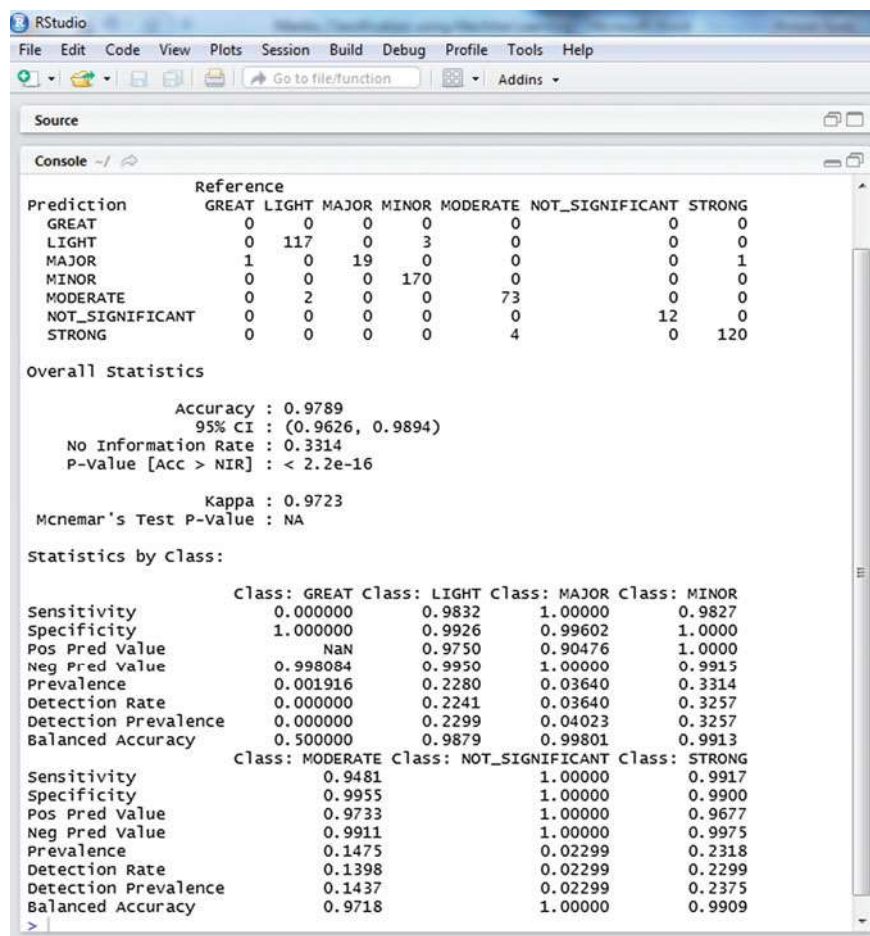 RStudio
File Edit Code View Plots Session Build Debug Profile Tools Help
Go to file/function Addins
Source
Console ~/
Reference
Prediction GREAT LIGHT MAJOR MINOR MODERATE NOT_SIGNIFICANT STRONG
GREAT 0 0 0 0 0 0 0
LIGHT 0 117 0 3 0 0 0
MAJOR 1 0 19 0 0 0 1
MINOR 0 0 0 170 0 0 0
MODERATE 0 2 0 0 73 0 0
NOT_SIGNIFICANT 0 0 0 0 0 12 0
STRONG 0 0 0 0 4 0 120
Overall Statistics
Accuracy : 0.9789
95% CI : (0.9626, 0.9894)
No Information Rate : 0.3314
P-Value [Acc > NIR] : < 2.2e-16
Kappa : 0.9723
Mcnemar's Test P-Value : NA
Statistics by Class:
Class: GREAT Class: LIGHT Class: MAJOR Class: MINOR
Sensitivity 0.000000 0.9832 1.00000 0.9827
Specificity 1.000000 0.9926 0.99602 1.0000
Pos Pred Value NaN 0.9750 0.90476 1.0000
Neg Pred Value 0.998084 0.9950 1.00000 0.9915
Prevalence 0.001916 0.2280 0.03640 0.3314
Detection Rate 0.000000 0.2241 0.03640 0.3257
Detection Prevalence 0.000000 0.2299 0.04023 0.3257
Balanced Accuracy 0.500000 0.9879 0.99801 0.9913
Class: MODERATE Class: NOT_SIGNIFICANT Class: STRONG
Sensitivity 0.9481 1.00000 0.9917
Specificity 0.9955 1.00000 0.9900
Pos Pred Value 0.9733 1.00000 0.9677
Neg Pred Value 0.9911 1.00000 0.9975
Prevalence 0.1475 0.02299 0.2318
Detection Rate 0.1398 0.02299 0.2299
Detection Prevalence 0.1437 0.02299 0.2375
Balanced Accuracy 0.9718 1.00000 0.9909
>